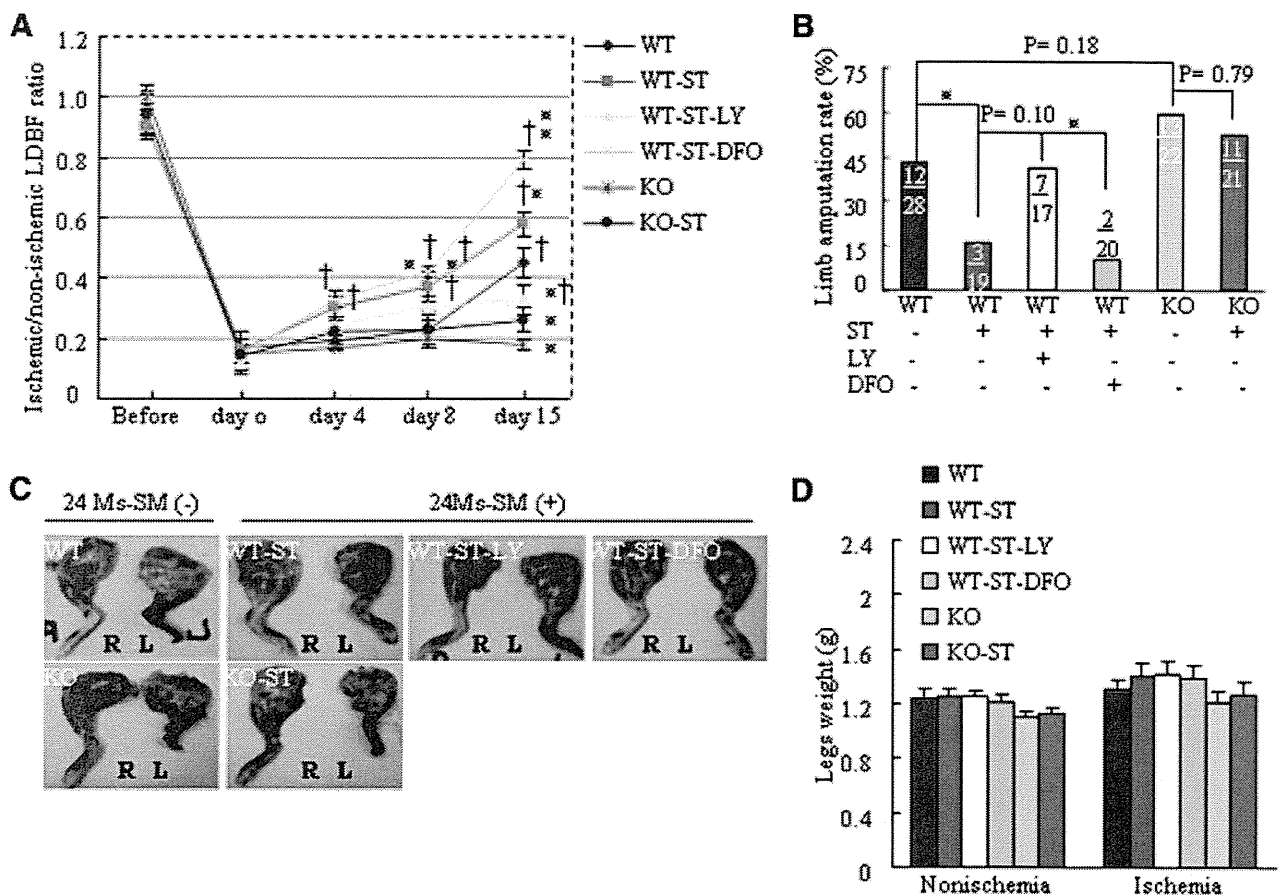 A
Ischemic/non-ischemic LDBF ratio
1.2
1.0
0.8
0.6
0.4
0.2
0
Before day 0 day 4 day 8 day 15
WT
WT-ST
WT-ST-LY
WT-ST-DFO
KO
KO-ST
B
Limb amputation rate (%)
75
60
45
30
15
0
P= 0.18
P= 0.79
P= 0.10
12
28
3
19
7
17
2
20
22
11
21
WT WT WT WT KO KO
ST - + + + - +
LY - - + - - -
DFO - - - + - -
C
24 Ms-SM (-) 24Ms-SM (+)
WT WT-ST WT-ST-LY WT-ST-DFO
R L R L R L R L
KO KO-ST
R L R L
D
WT
WT-ST
WT-ST-LY
WT-ST-DFO
KO
KO-ST
Legs weight (g)
2.4
2
1.6
1.2
0.8
0.4
0
Nonischemia Ischemia